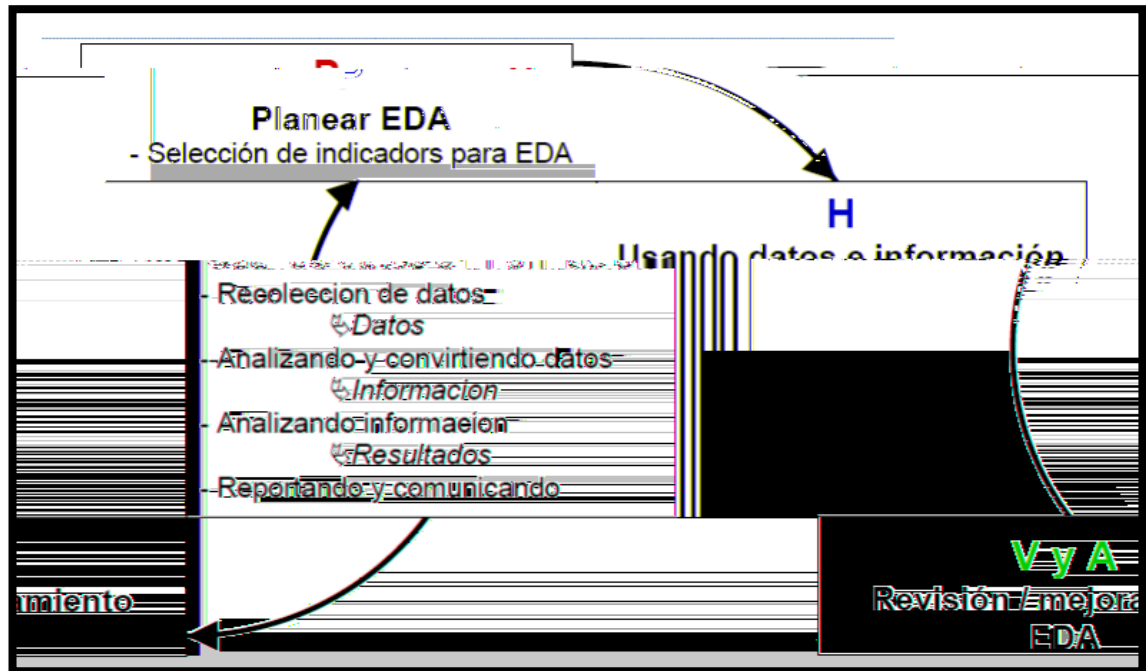 P
Planear EDA
- Selección de indicadors para EDA
H
Usando datos e información
- Recoleccion de datos
Datos
- Analizando y convirtiendo datos
Informacion
- Analizando informacion
Resultados
- Reportando y comunicando
V y A
Revisión / mejora
EDA
amiento